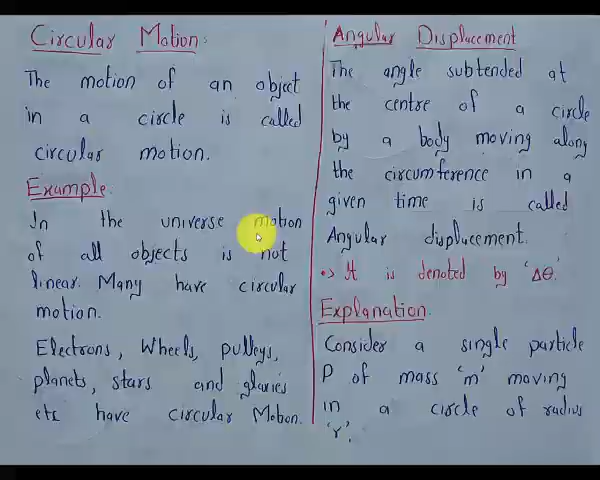 Circular Motion:
The motion of an object
in a circle is called
circular motion.
Example.
In the universe motion
of all objects is not
linear. Many have circular
motion.
Electrons, Wheels, pulleys,
planets, stars and glaxies
etc have circular Motion.
Angular Displacement
The angle subtended at
the centre of a circle
by a body moving along
the circumference in a
given time is called
Angular displacement.
•› It is denoted by 'Δθ.'
Explanation.
Consider a single particle
P of mass 'm' moving
in a circle of radius
'r'.